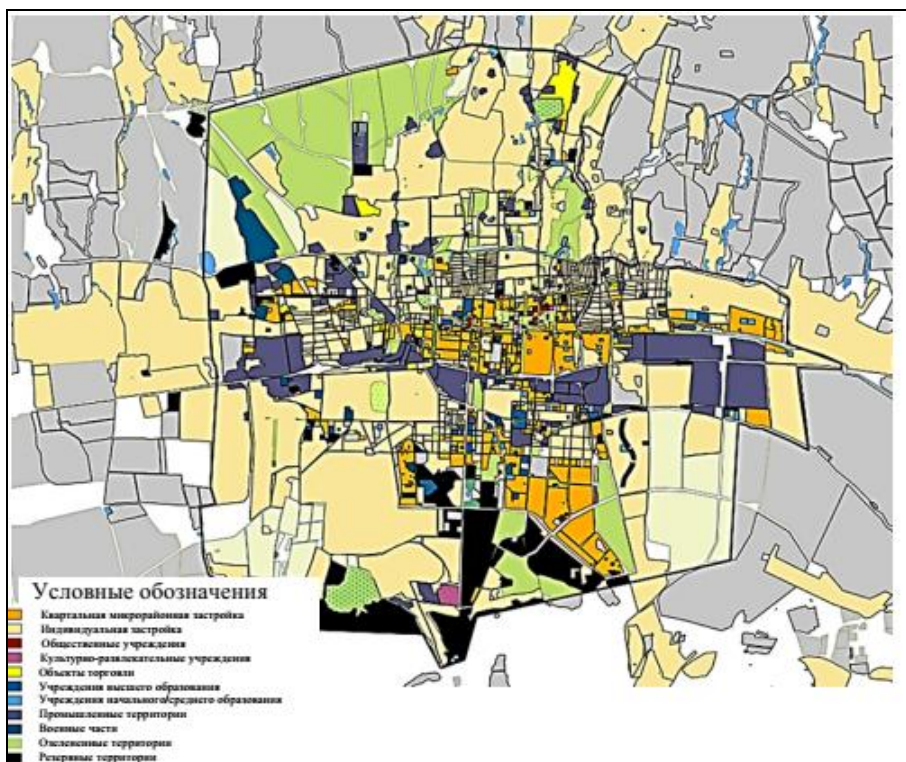 Условные обозначения
Квартальная микрорайонная застройка
Индивидуальная застройка
Общественные учреждения
Культурно-развлекательные учреждения
Объекты торговли
Учреждения высшего образования
Учреждения начального/среднего образования
Промышленные территории
Военные части
Озелененные территории
Резервные территории